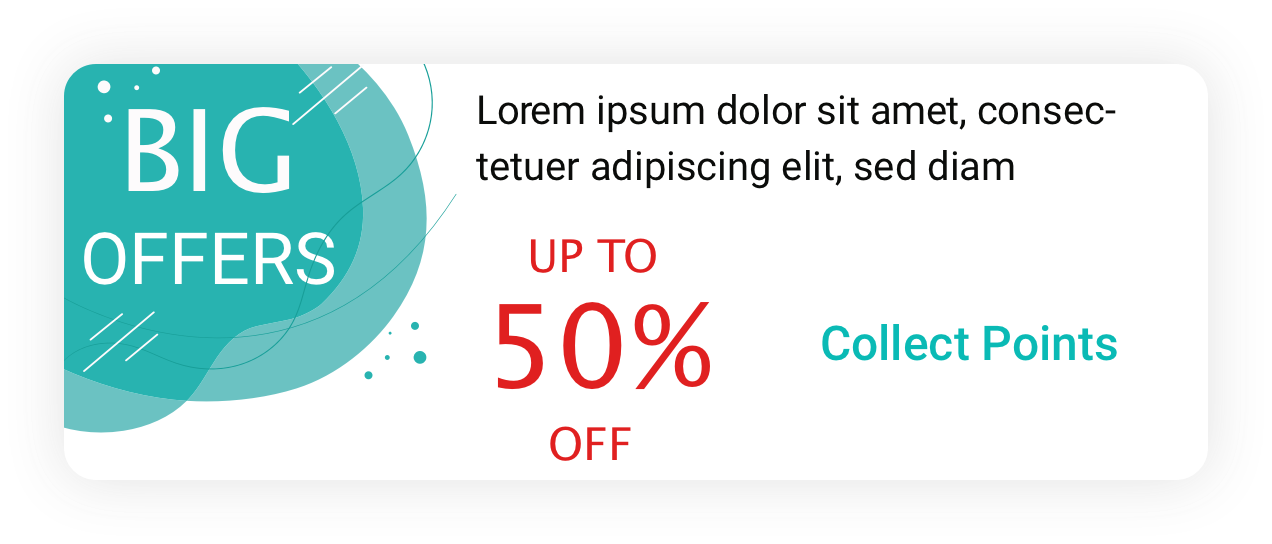 BIG
OFFERS
Lorem ipsum dolor sit amet, consec-
tetuer adipiscing elit, sed diam
UP TO
50%
OFF
Collect Points